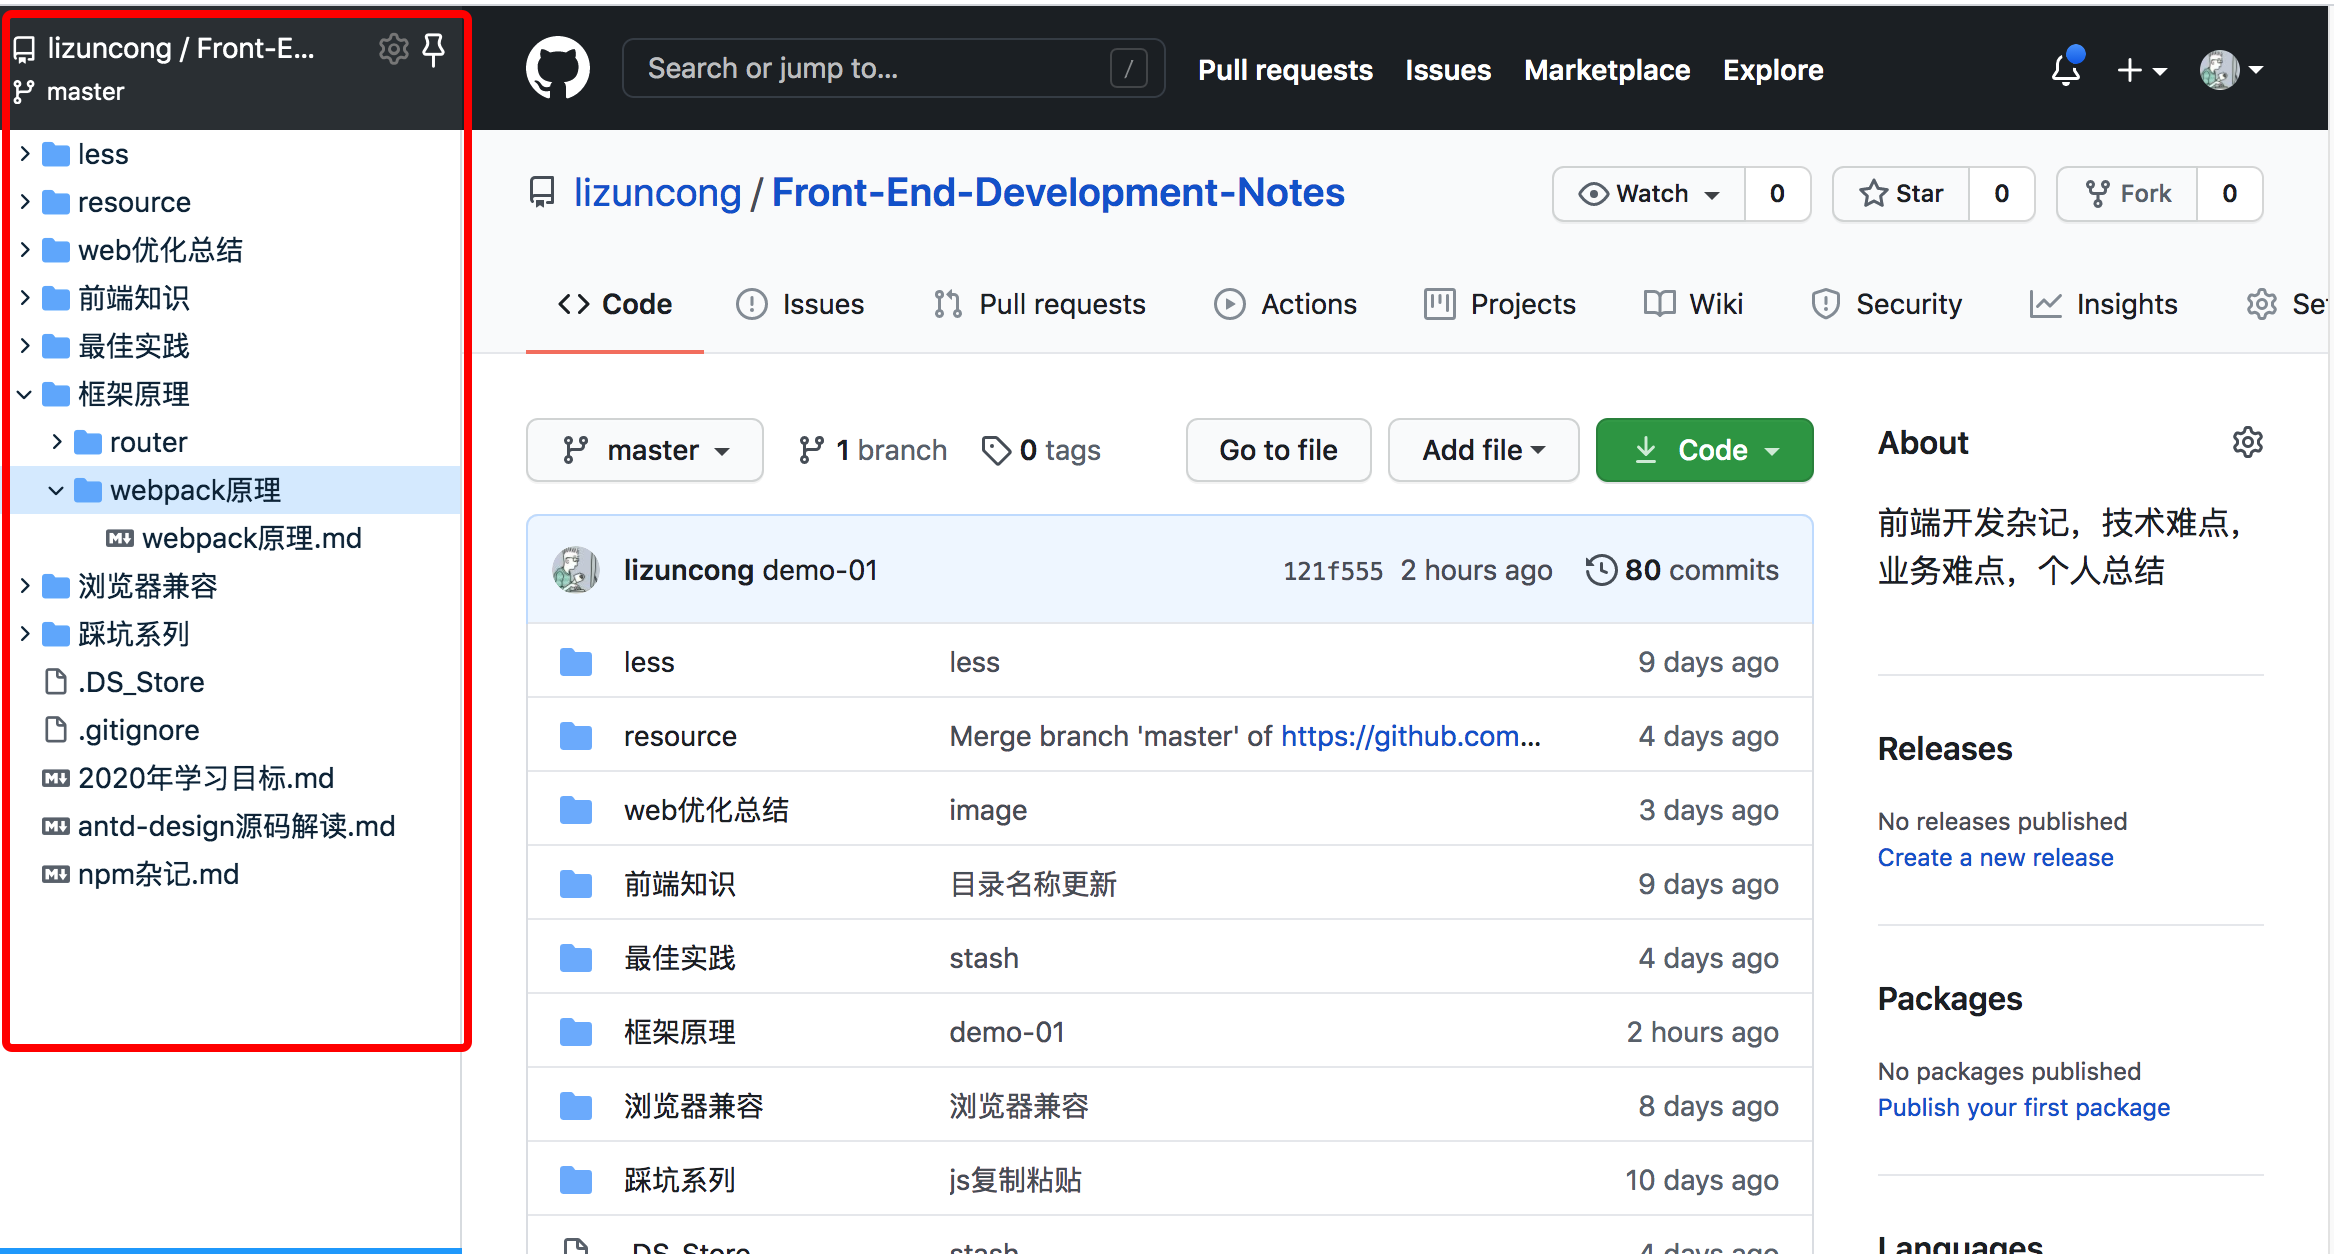 lizuncong / Front-E...
master
less
resource
web优化总结
前端知识
最佳实践
框架原理
router
webpack原理
webpack原理.md
浏览器兼容
踩坑系列
.DS_Store
.gitignore
2020年学习目标.md
antd-design源码解读.md
npm杂记.md
Search or jump to... /
Pull requests Issues Marketplace Explore
lizuncong / Front-End-Development-Notes
Watch 0 Star 0 Fork 0
Code Issues Pull requests Actions Projects Wiki Security Insights Set
master 1 branch 0 tags Go to file Add file Code
lizuncong demo-01 121f555 2 hours ago 80 commits
less less 9 days ago
resource Merge branch 'master' of https://github.com... 4 days ago
web优化总结 image 3 days ago
前端知识 目录名称更新 9 days ago
最佳实践 stash 4 days ago
框架原理 demo-01 2 hours ago
浏览器兼容 浏览器兼容 8 days ago
踩坑系列 js复制粘贴 10 days ago
.DS_Store stash 4 days ago
About
前端开发杂记，技术难点，
业务难点，个人总结
Releases
No releases published
Create a new release
Packages
No packages published
Publish your first package
Languages